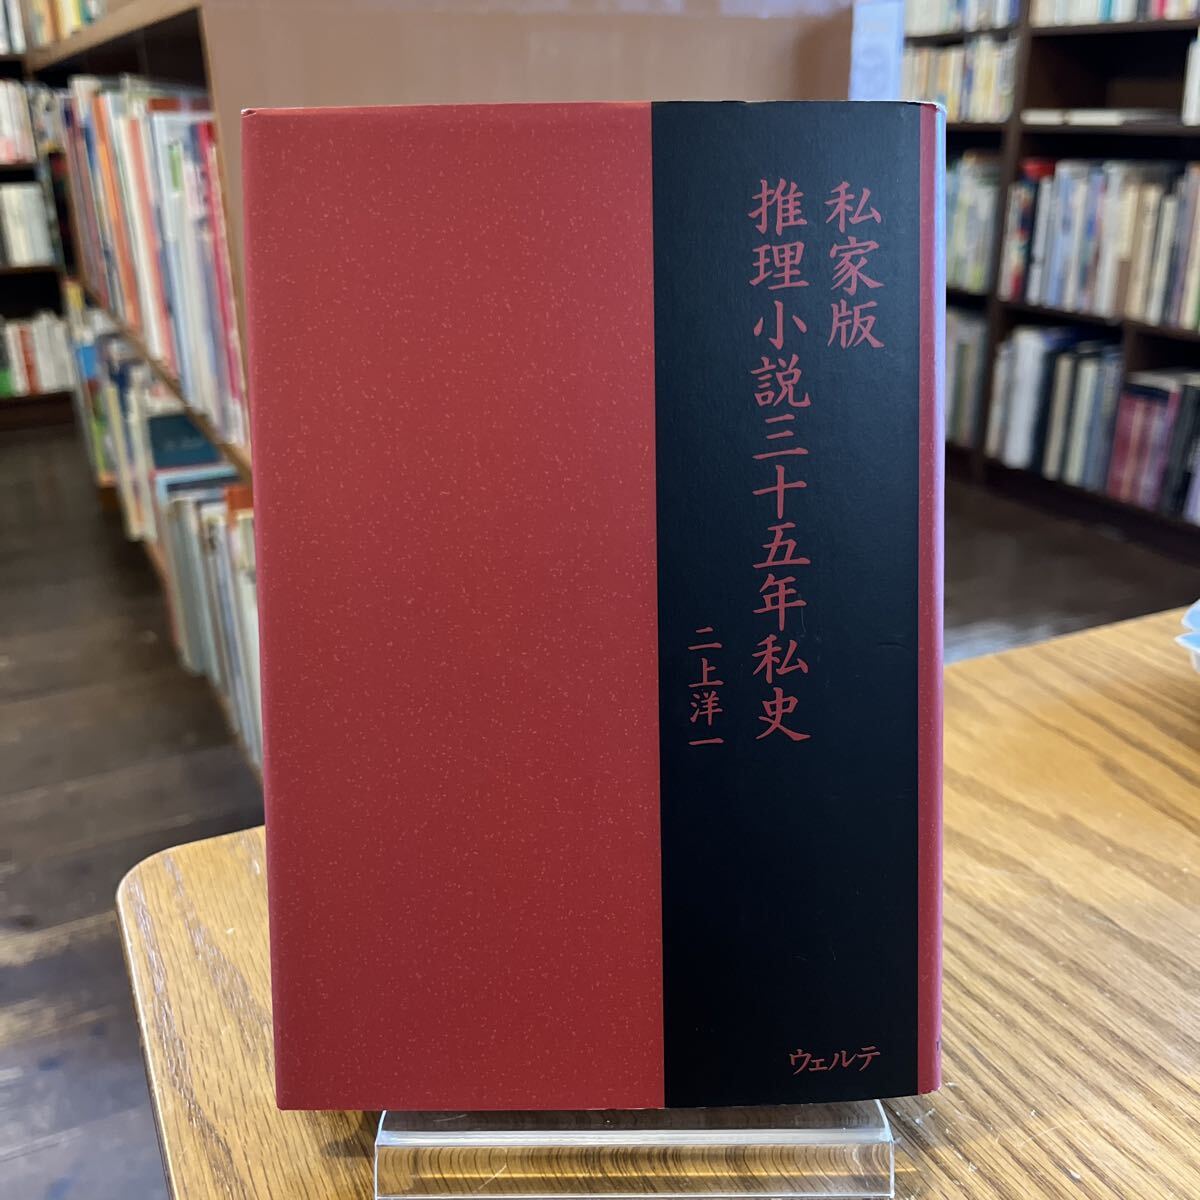 私家版
推理小説三十五年私史
二上洋一
ウェルテ